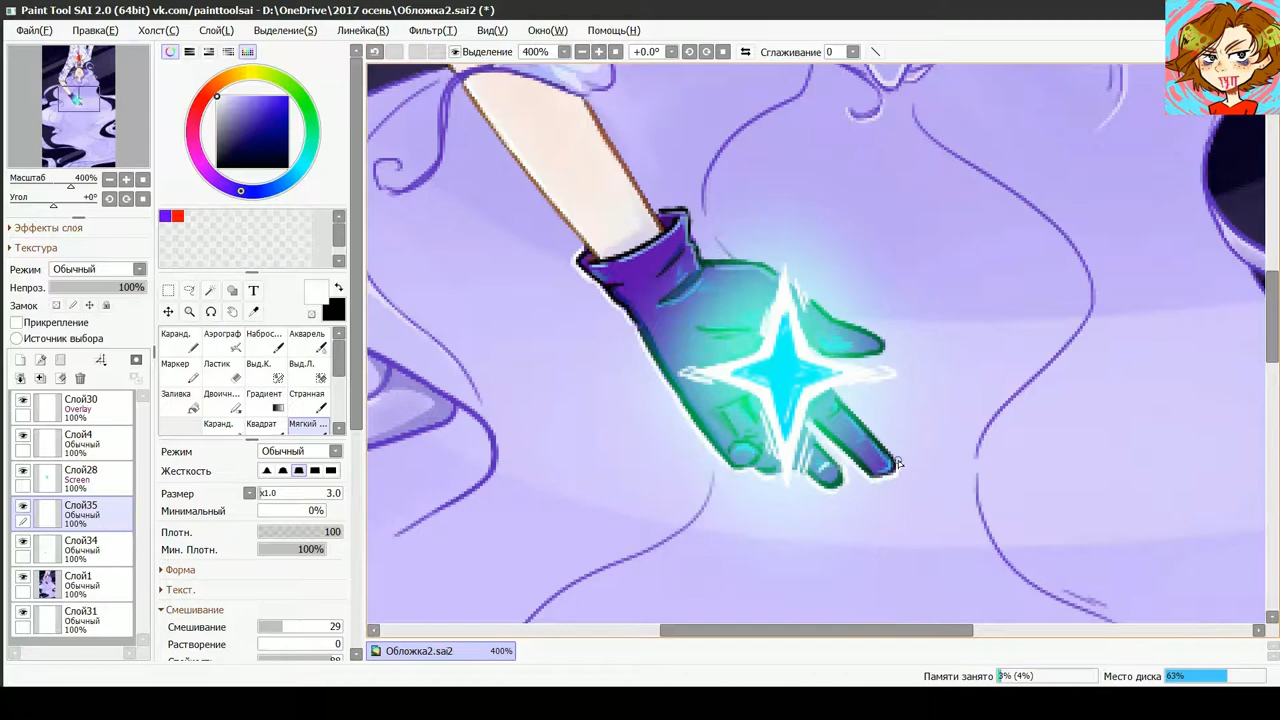 Paint Tool SAI 2.0 (64bit) vk.com/painttoolsai - D:\OneDrive\2017 осень\Обложка2.sai2 (*)
Файл(F) Правка(E) Холст(C) Слой(L) Выделение(S) Линейка(R) Фильтр(T) Вид(V) Окно(W) Помощь(H)
Выделение 400% +0.0° Сглаживание 0
Масштаб 400%
Угол +0°
Эффекты слоя
Текстура
Режим Обычный
Непроз. 100%
Замок
Прикрепление
Источник выбора
Слой30
Overlay
100%
Слой4
Обычный
100%
Слой28
Screen
100%
Слой35
Обычный
100%
Слой34
Обычный
100%
Слой1
Обычный
100%
Слой31
Обычный
100%
T
Каранд. Аэрограф Наброс... Акварель
Маркер Ластик Выд.К. Выд.Л.
Заливка Двоичн... Градиент Странная
Каранд. Квадрат Мягкий ...
Режим Обычный
Жесткость
Размер x1.0 3.0
Минимальный 0%
Плотн. 100
Мин. Плотн. 100%
Форма
Текст.
Смешивание
Смешивание 29
Растворение 0
Обложка2.sai2 400%
Памяти занято 3% (4%) Место диска 63%